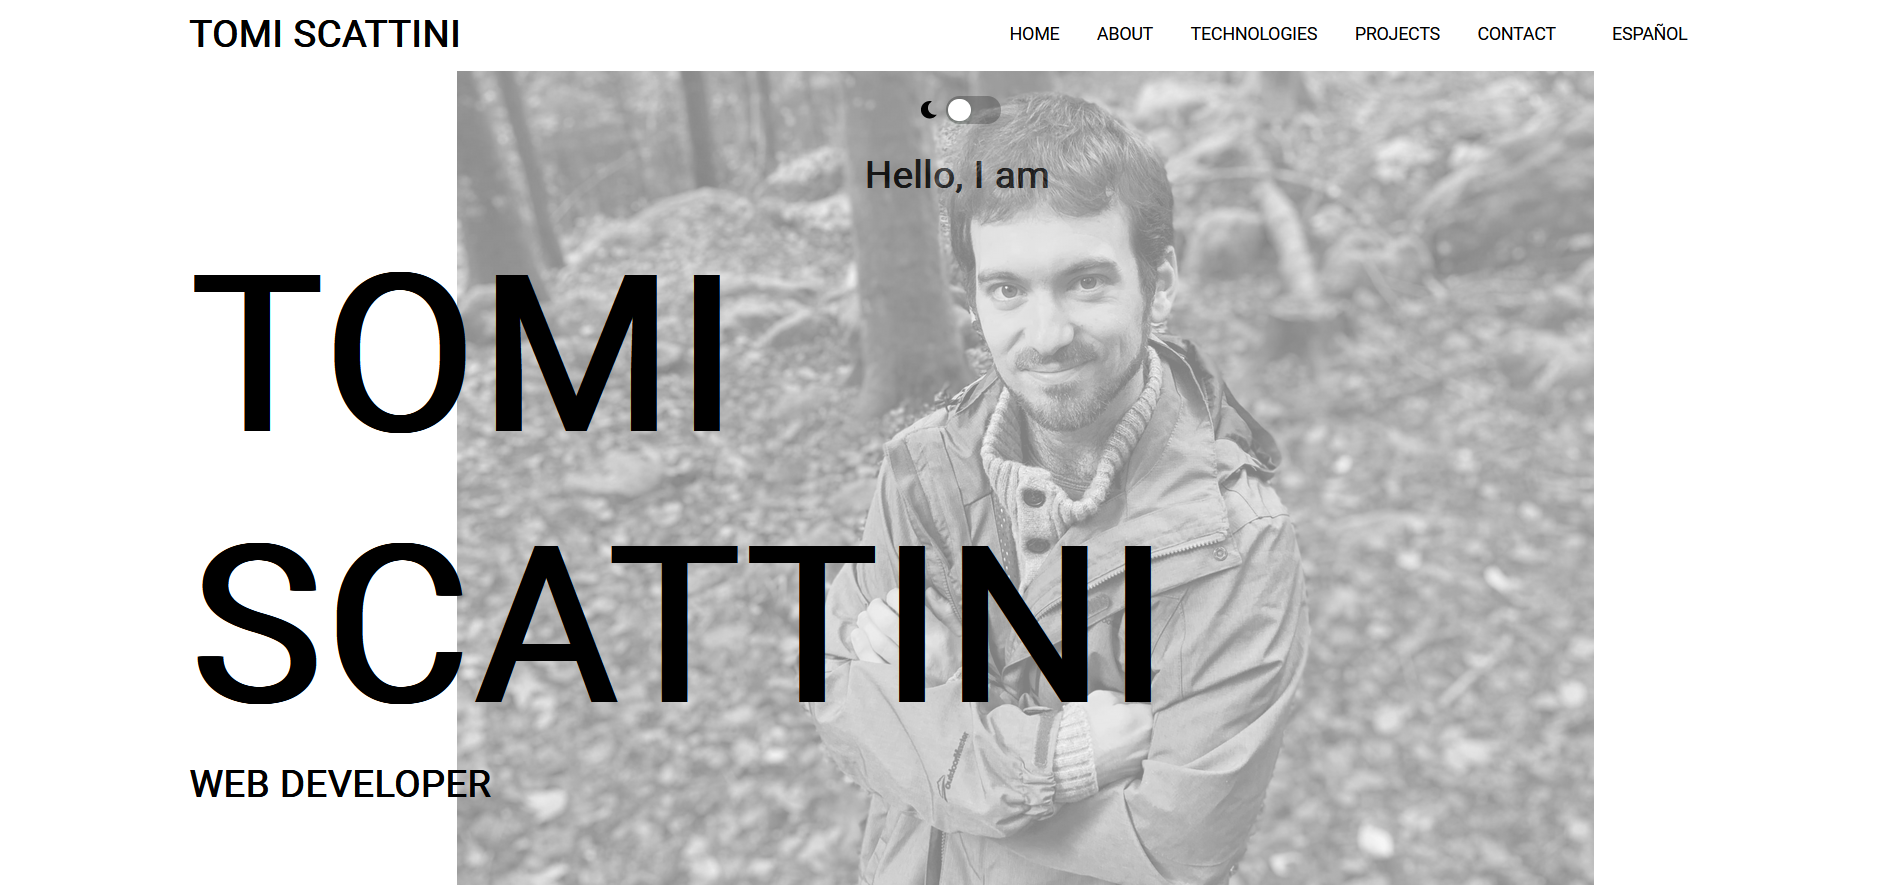 TOMI SCATTINI
HOME ABOUT TECHNOLOGIES PROJECTS CONTACT ESPAÑOL
Hello, I am
TOMI
SCATTINI
WEB DEVELOPER